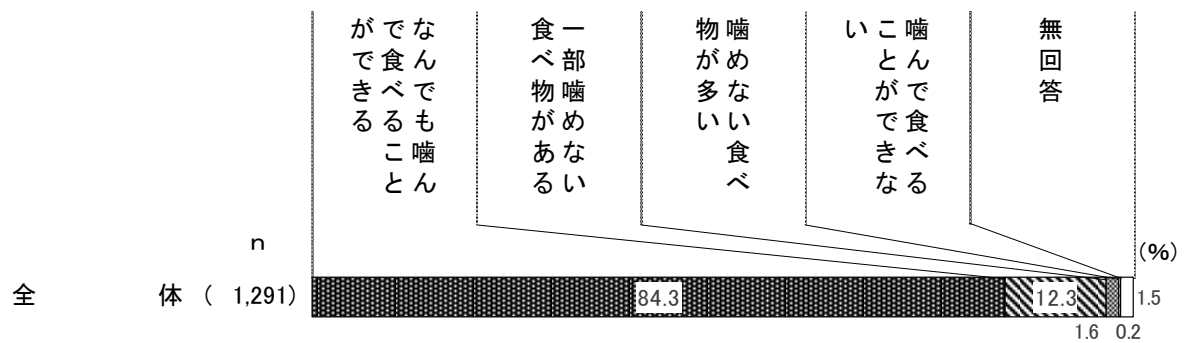 なんでも噛ん
で食べること
ができる
一部噛めない
食べ物がある
噛めない食べ
物が多い
噛んで食べる
ことができな
い
無回答
n
(%)
全体 ( 1,291)
84.3
12.3
1.5
1.6
0.2